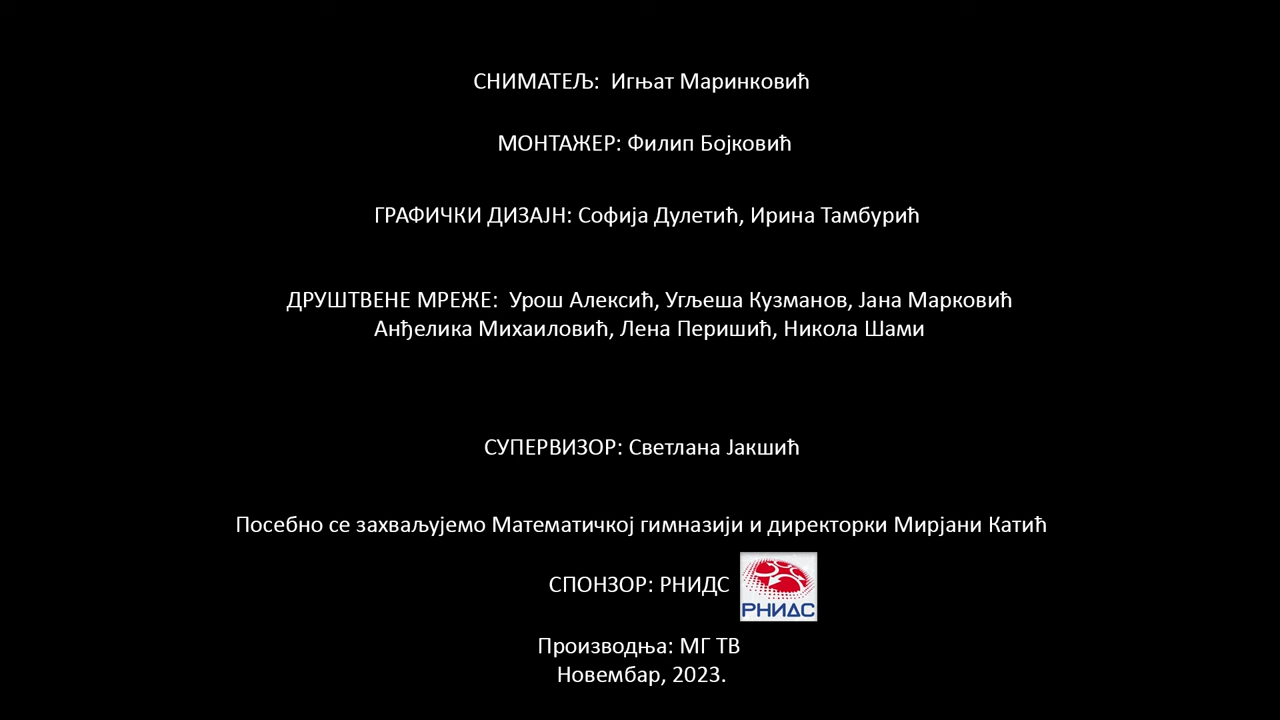 СНИМАТЕЉ:  Игњат Маринковић
МОНТАЖЕР: Филип Бојковић
ГРАФИЧКИ ДИЗАЈН: Софија Дулетић, Ирина Тамбурић
ДРУШТВЕНЕ МРЕЖЕ:  Урош Алексић, Угљеша Кузманов, Јана Марковић
Анђелика Михаиловић, Лена Перишић, Никола Шами
СУПЕРВИЗОР: Светлана Јакшић
Посебно се захваљујемо Математичкој гимназији и директорки Мирјани Катић
СПОНЗОР: РНИДС
РНИДС
Производња: МГ ТВ
Новембар, 2023.